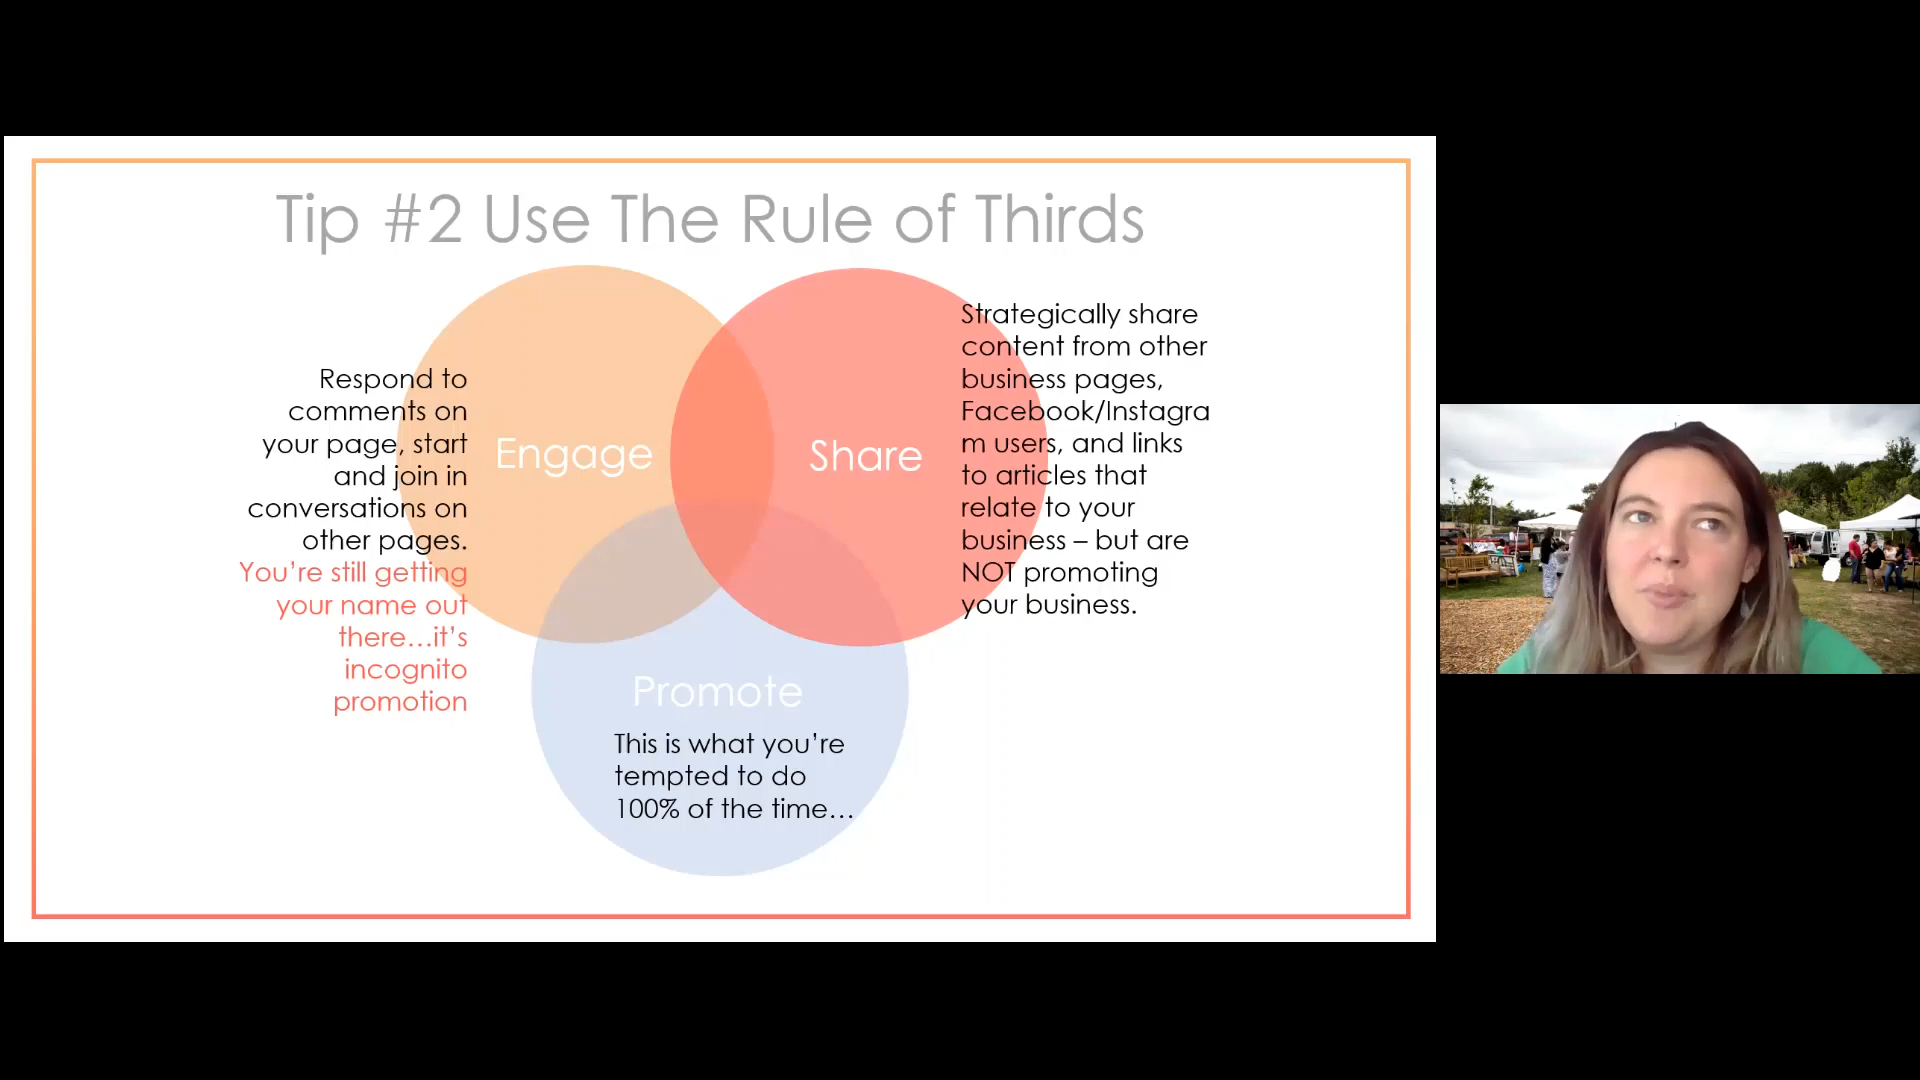 Tip #2 Use The Rule of Thirds
Respond to
comments on
your page, start
and join in
conversations on
other pages.
You’re still getting
your name out
there…it’s
incognito
promotion
Engage
Share
Strategically share
content from other
business pages,
Facebook/Instagra
m users, and links
to articles that
relate to your
business – but are
NOT promoting
your business.
Promote
This is what you’re
tempted to do
100% of the time…